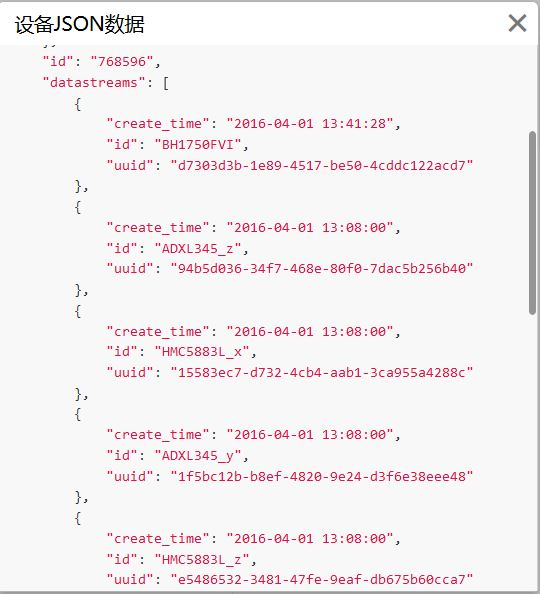 设备JSON数据
},
"id": "768596",
"datastreams": [
{
"create_time": "2016-04-01 13:41:28",
"id": "BH1750FVI",
"uuid": "d7303d3b-1e89-4517-be50-4cddc122acd7"
},
{
"create_time": "2016-04-01 13:08:00",
"id": "ADXL345_z",
"uuid": "94b5d036-34f7-468e-80f0-7dac5b256b40"
},
{
"create_time": "2016-04-01 13:08:00",
"id": "HMC5883L_x",
"uuid": "15583ec7-d732-4cb4-aab1-3ca955a4288c"
},
{
"create_time": "2016-04-01 13:08:00",
"id": "ADXL345_y",
"uuid": "1f5bc12b-b8ef-4820-9e24-d3f6e38eee48"
},
{
"create_time": "2016-04-01 13:08:00",
"id": "HMC5883L_z",
"uuid": "e5486532-3481-47fe-9eaf-db675b60cca7"